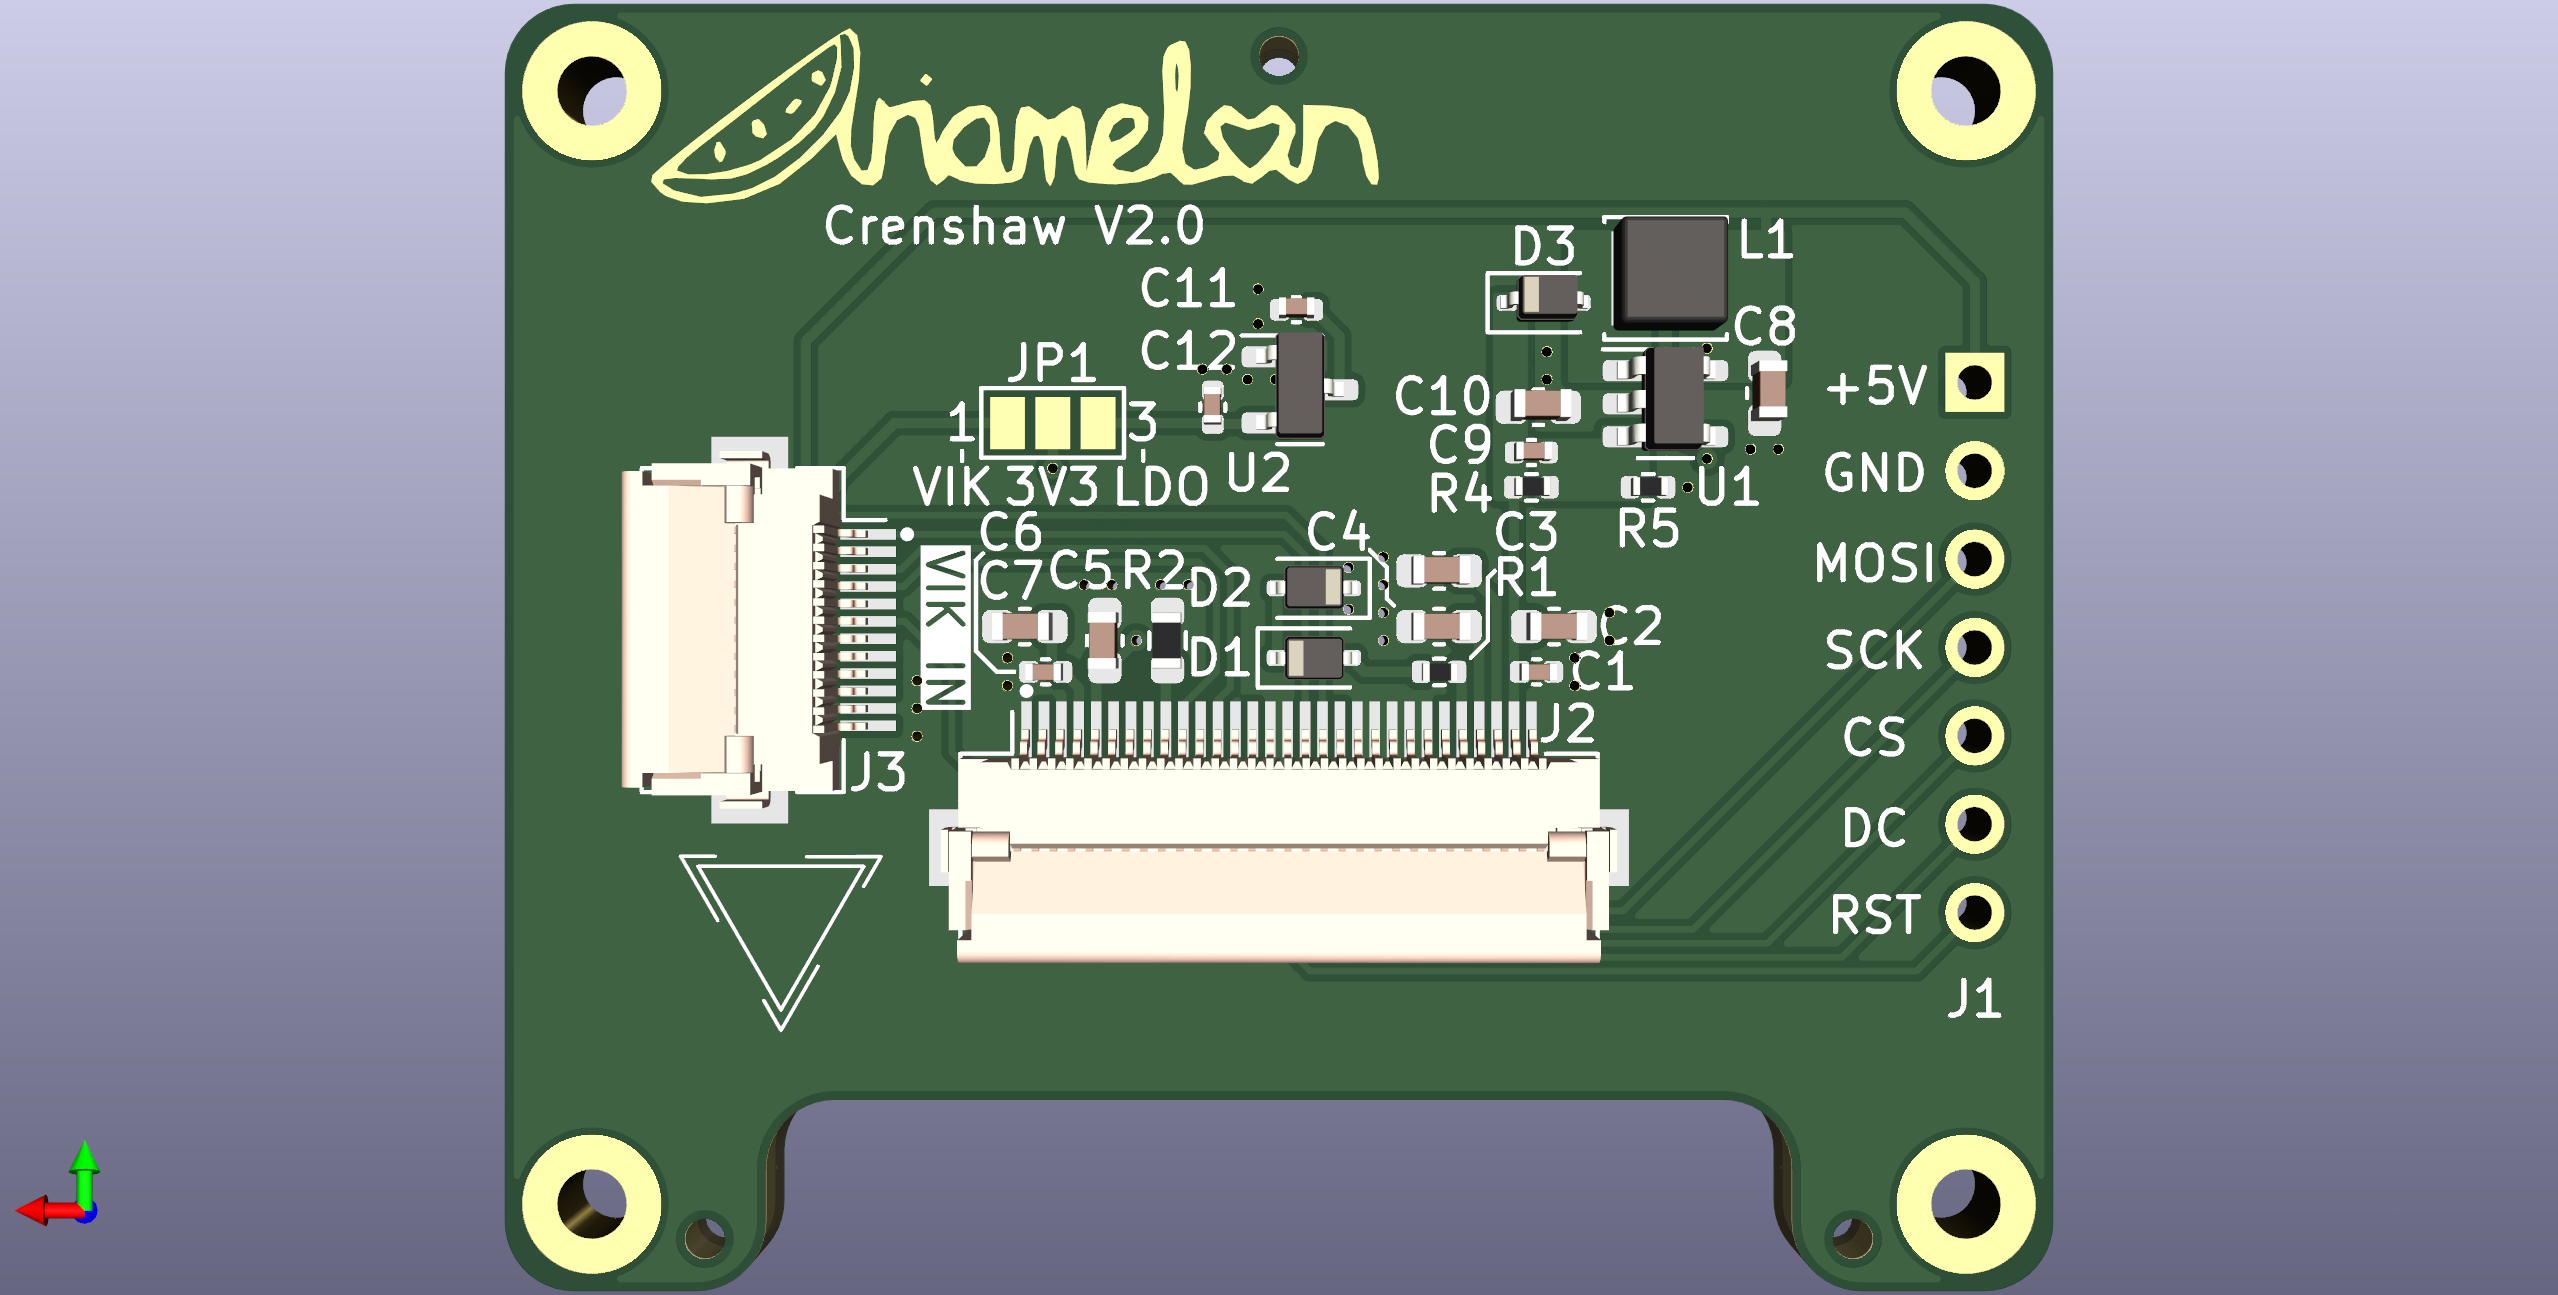 Ariamelon
Crenshaw V2.0
D3
L1
C11
C8
C12
JP1
+5V
C10
1
3
C9
U2
GND
VIK 3V3 LDO
R4
U1
C6
C4
C3
R5
MOSI
VIK IN
C7
C5
R2
D2
R1
C2
SCK
D1
C1
J2
CS
J3
DC
RST
J1